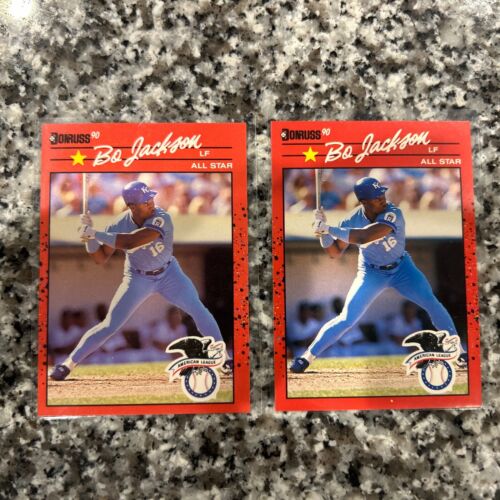 DONRUSS 90
Bo Jackson
LF
ALL STAR
16
AMERICAN LEAGUE
DONRUSS 90
Bo Jackson
LF
ALL STAR
KC
16
AMERICAN LEAGUE